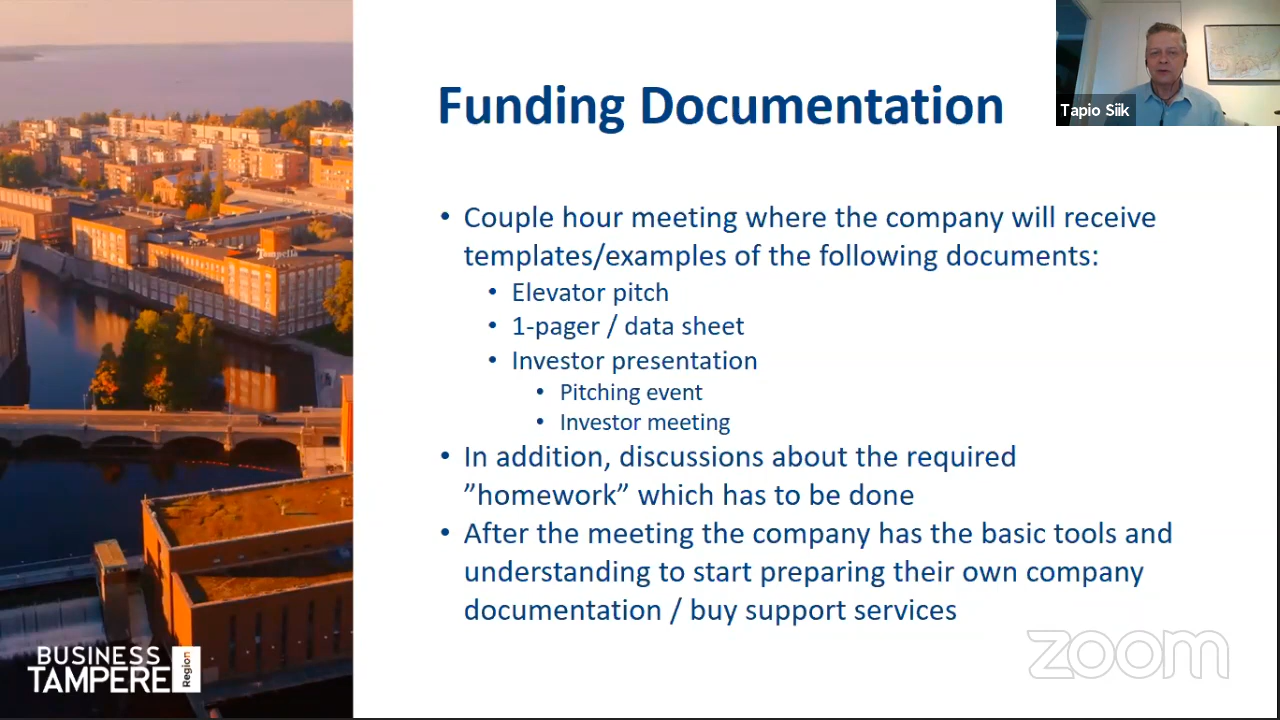 Funding Documentation
Tapio Siik
• Couple hour meeting where the company will receive
templates/examples of the following documents:
• Elevator pitch
• 1-pager / data sheet
• Investor presentation
• Pitching event
• Investor meeting
• In addition, discussions about the required
”homework” which has to be done
• After the meeting the company has the basic tools and
understanding to start preparing their own company
documentation / buy support services
Tampella
BUSINESS
TAMPERE
Region
zoom